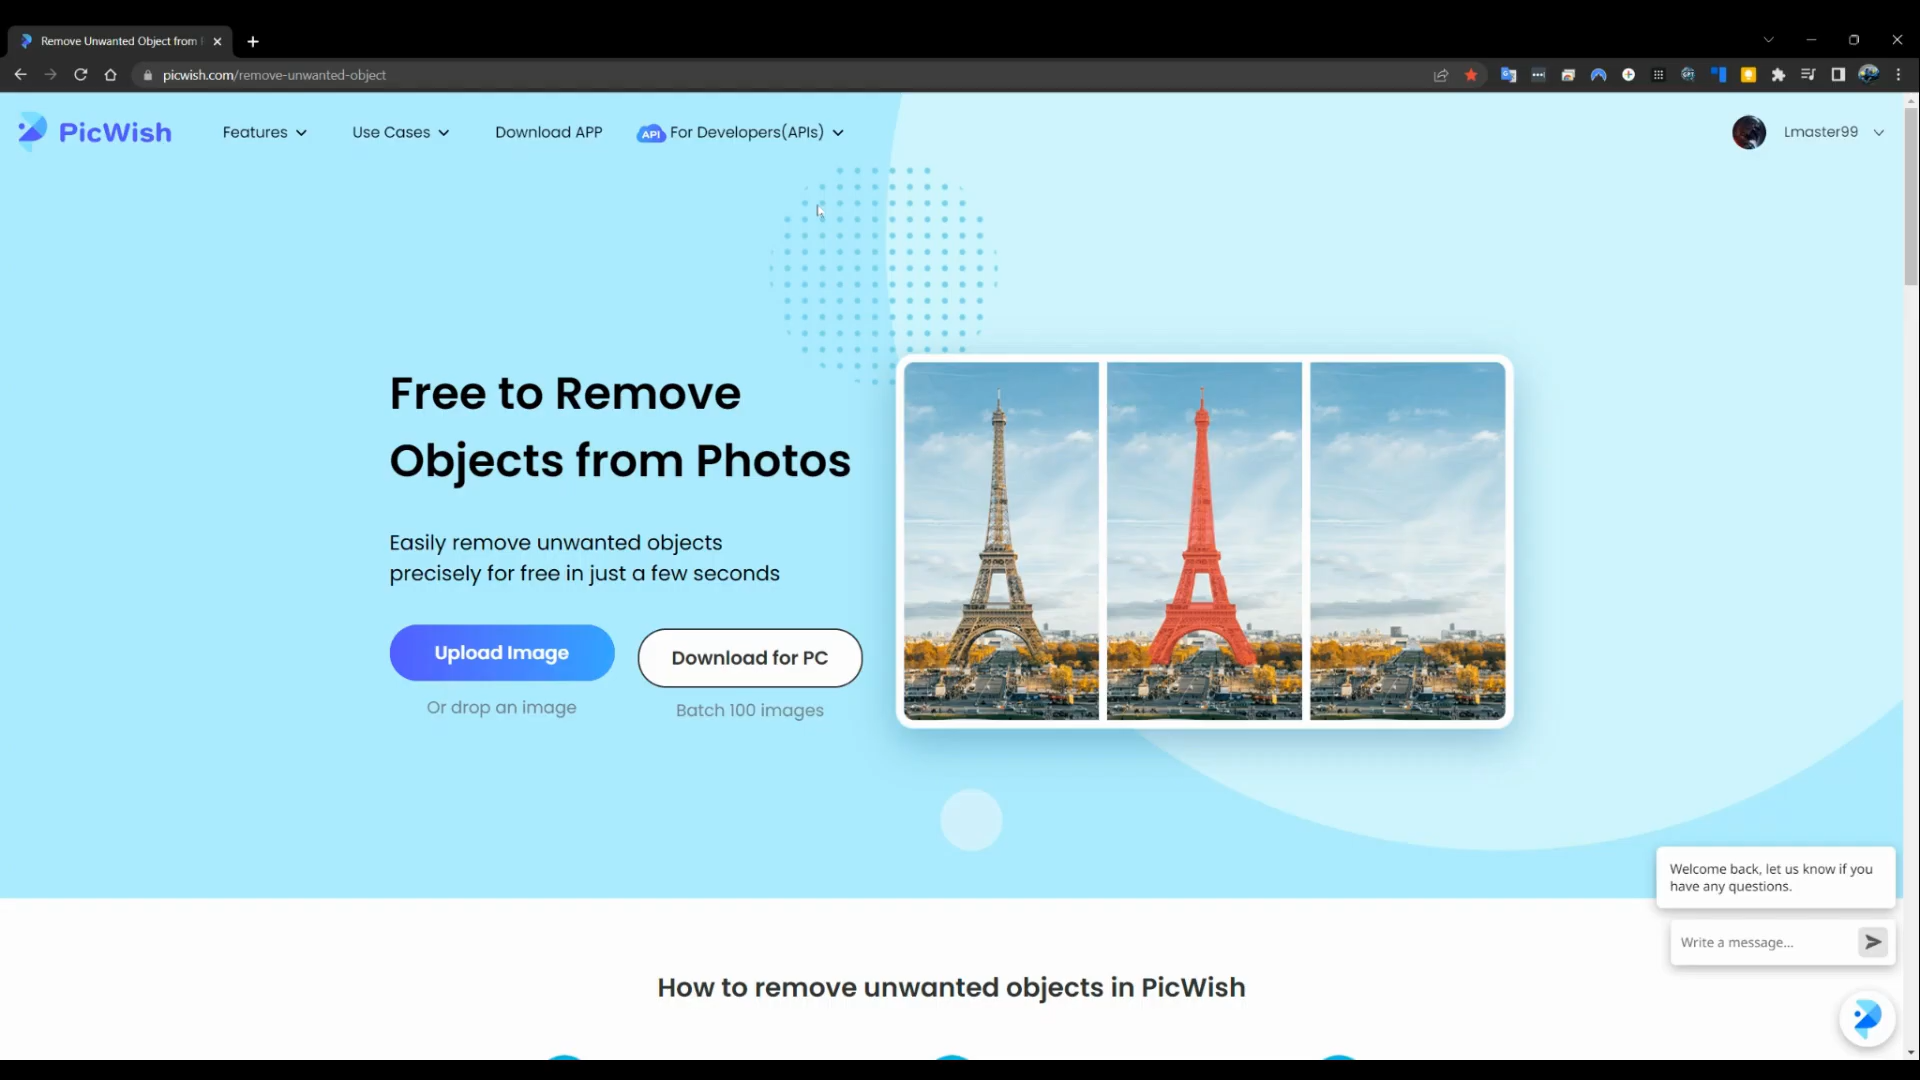 Remove Unwanted Object from
picwish.com/remove-unwanted-object
PicWish
Features
Use Cases
Download APP
API For Developers(APIs)
Lmaster99
Free to Remove
Objects from Photos
Easily remove unwanted objects
precisely for free in just a few seconds
Upload Image
Download for PC
Or drop an image
Batch 100 images
Welcome back, let us know if you
have any questions.
Write a message...
How to remove unwanted objects in PicWish